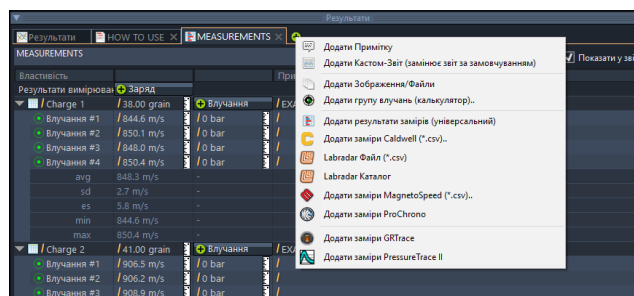 Результати
Результати HOW TO USE × MEASUREMENTS ×
MEASUREMENTS
Показати у зві
Властивість При
Результати вимірюван Заряд
Charge 1 38.00 grain Влучання EXA
Влучання #1 844.6 m/s 0 bar
Влучання #2 850.1 m/s 0 bar
Влучання #3 848.0 m/s 0 bar
Влучання #4 850.4 m/s 0 bar
avg 848.3 m/s -
sd 2.7 m/s -
es 5.8 m/s -
min 844.6 m/s -
max 850.4 m/s -
Charge 2 41.00 grain Влучання EXA
Влучання #1 906.5 m/s 0 bar
Влучання #2 906.2 m/s 0 bar
Влучання #3 908.9 m/s 0 bar
Додати Примітку
Додати Кастом-Звіт (замінює звіт за замовчуванням)
Додати Зображення/Файли
Додати групу влучань (калькулятор)..
Додати результати замірів (універсальний)
Додати заміри Caldwell (*.csv)..
Labradar Файл (*.csv)
Labradar Каталог
Додати заміри MagnetoSpeed (*.csv)..
Додати заміри ProChrono
Додати заміри GRTrace
Додати заміри PressureTrace II